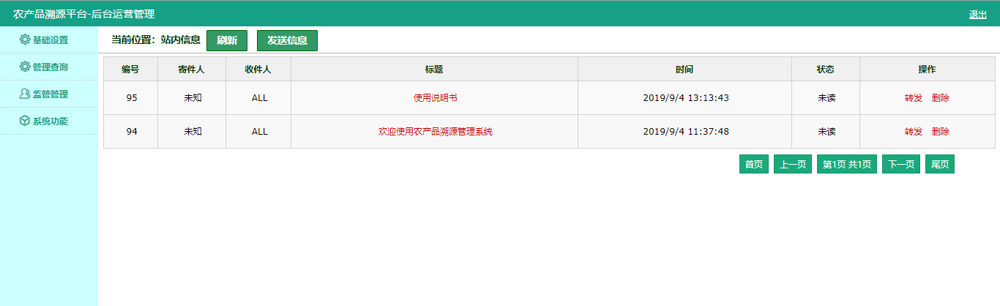 农产品溯源平台-后台运营管理 退出
基础设置
管理查询
监管管理
系统功能
当前位置：站内信息 刷新 发送信息
编号 寄件人 收件人 标题 时间 状态 操作
95 未知 ALL 使用说明书 2019/9/4 13:13:43 未读 转发 删除
94 未知 ALL 欢迎使用农产品溯源管理系统 2019/9/4 11:37:48 未读 转发 删除
首页 上一页 第1页 共1页 下一页 尾页